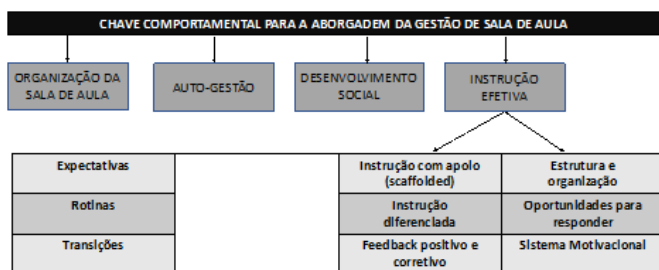 CHAVE COMPORTAMENTAL PARA A ABORGADEM DA GESTÃO DE SALA DE AULA
ORGANIZAÇÃO DA
SALA DE AULA
AUTO-GESTÃO
DESENVOLVIMENTO
SOCIAL
INSTRUÇÃO
EFETIVA
Expectativas
Instrução com apoio
(scaffolded)
Estrutura e
organização
Rotinas
Instrução
diferenciada
Oportunidades para
responder
Transições
Feedback positivo e
corretivo
Sistema Motivacional